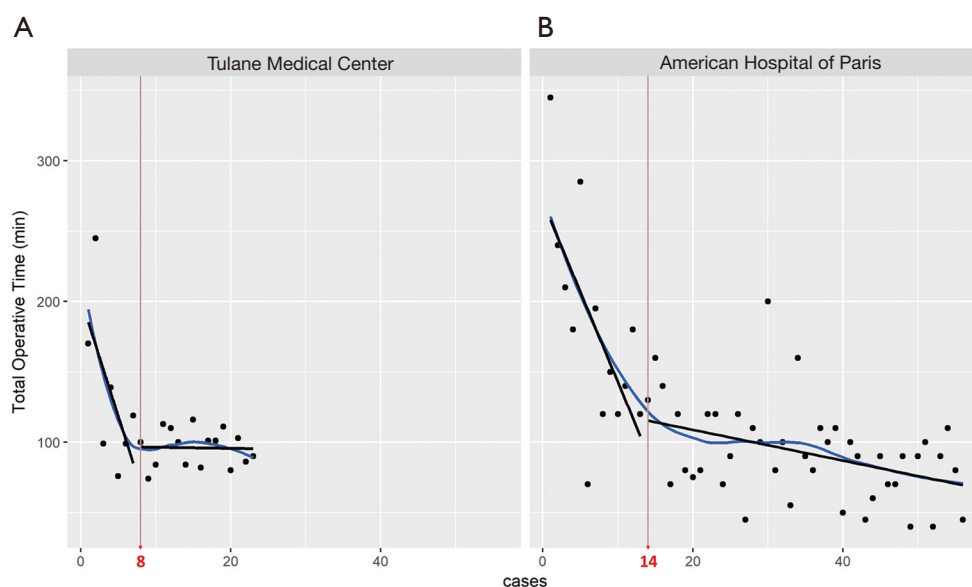 A
B
Tulane Medical Center
American Hospital of Paris
Total Operative Time (min)
300
200
100
0
8
20
40
0
14
20
40
cases